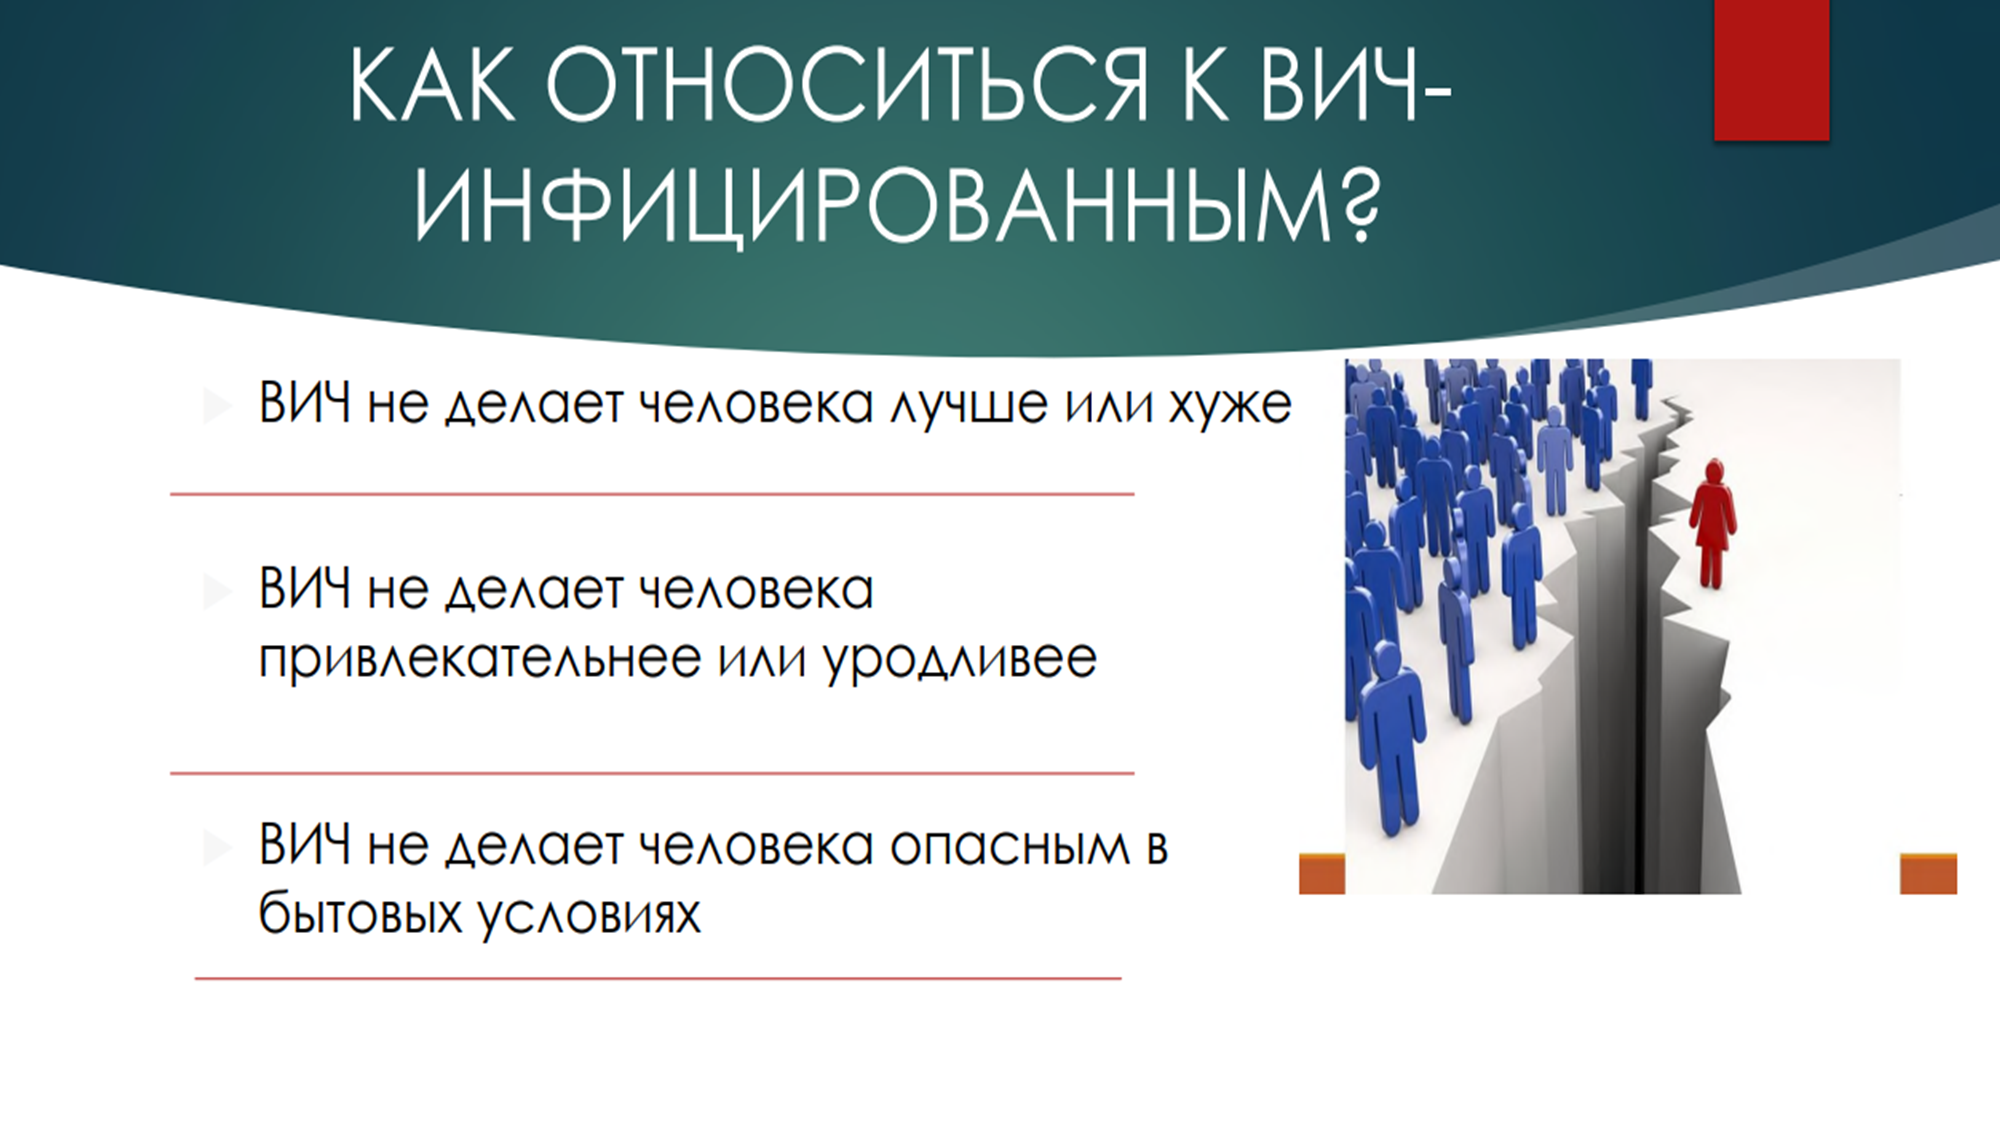 КАК ОТНОСИТЬСЯ К ВИЧ-
ИНФИЦИРОВАННЫМ?
ВИЧ не делает человека лучше или хуже
ВИЧ не делает человека
привлекательнее или уродливее
ВИЧ не делает человека опасным в
бытовых условиях